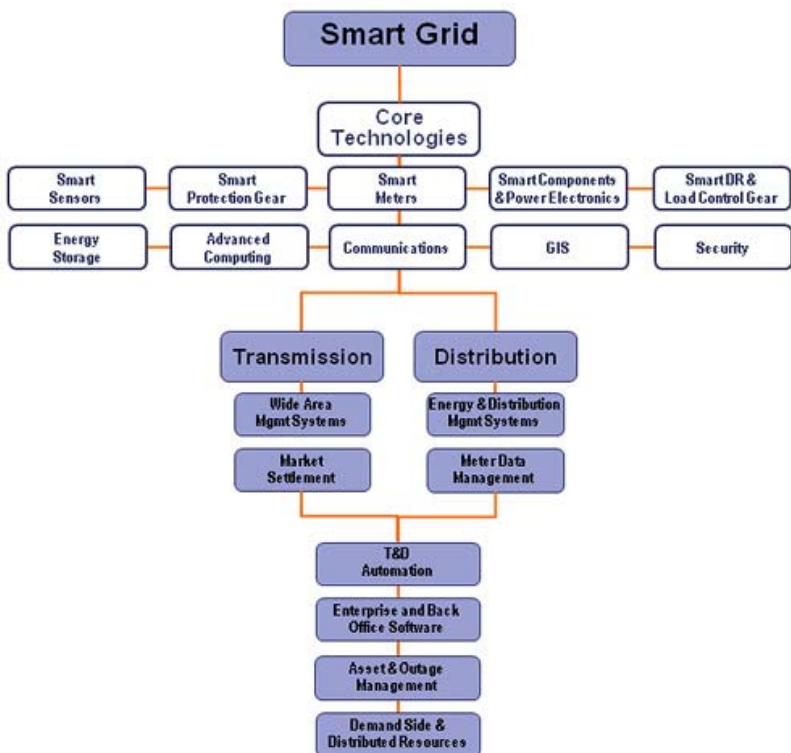 Smart Grid
Core
Technologies
Smart
Sensors
Smart
Protection Gear
Smart
Meters
Smart Components
& Power Electronics
Smart DR &
Load Control Gear
Energy
Storage
Advanced
Computing
Communications
GIS
Security
Transmission
Distribution
Wide Area
Mgmt Systems
Energy & Distribution
Mgmt Systems
Market
Settlement
Meter Data
Management
T&D
Automation
Enterprise and Back
Office Software
Asset & Outage
Management
Demand Side &
Distributed Resources